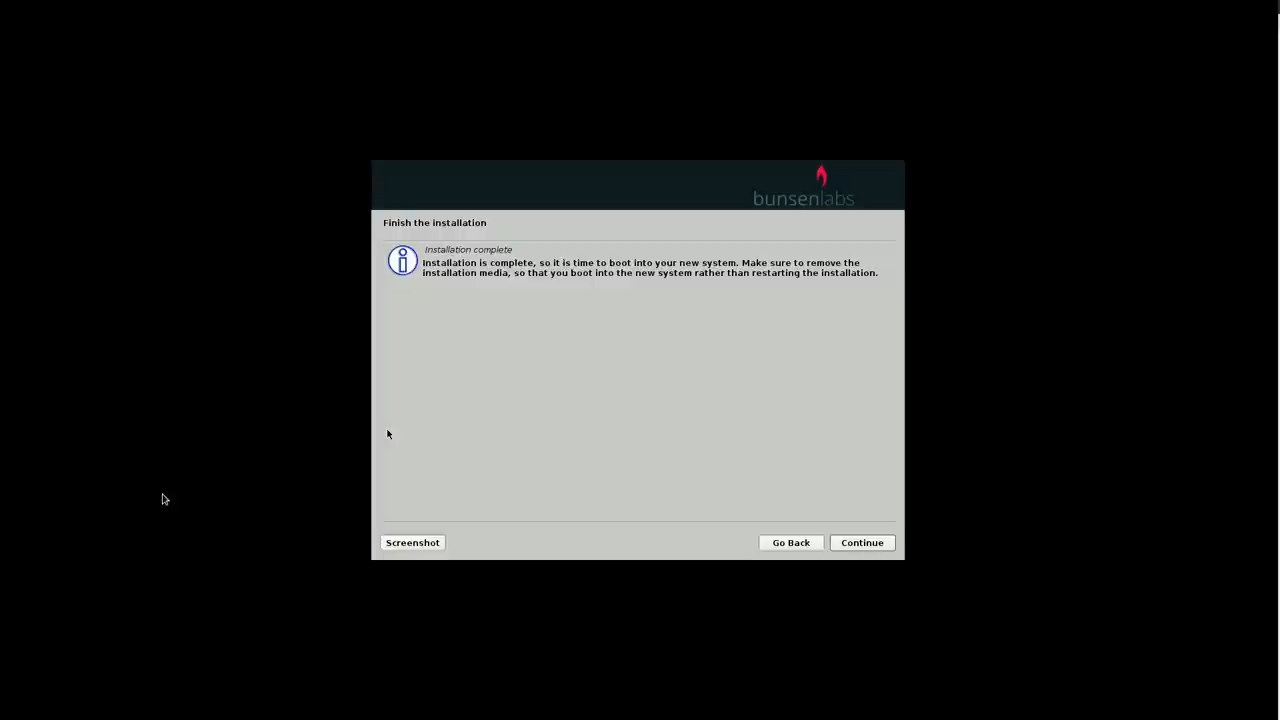 bunsenlabs
Finish the installation
Installation complete
Installation is complete, so it is time to boot into your new system. Make sure to remove the
installation media, so that you boot into the new system rather than restarting the installation.
Screenshot
Go Back
Continue